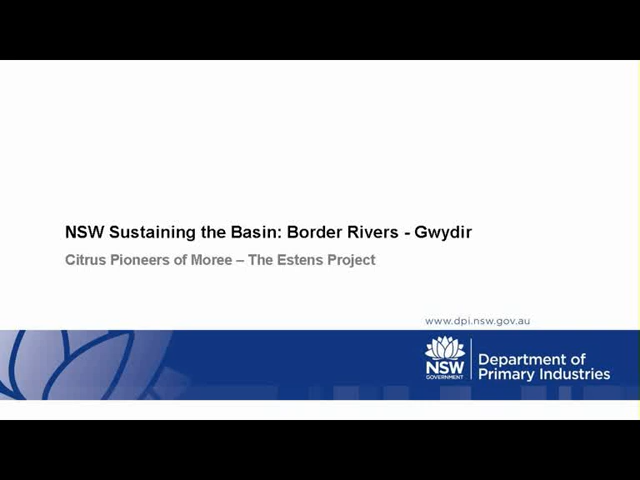 NSW Sustaining the Basin: Border Rivers - Gwydir
Citrus Pioneers of Moree – The Estens Project
www.dpi.nsw.gov.au
NSW
GOVERNMENT
Department of
Primary Industries